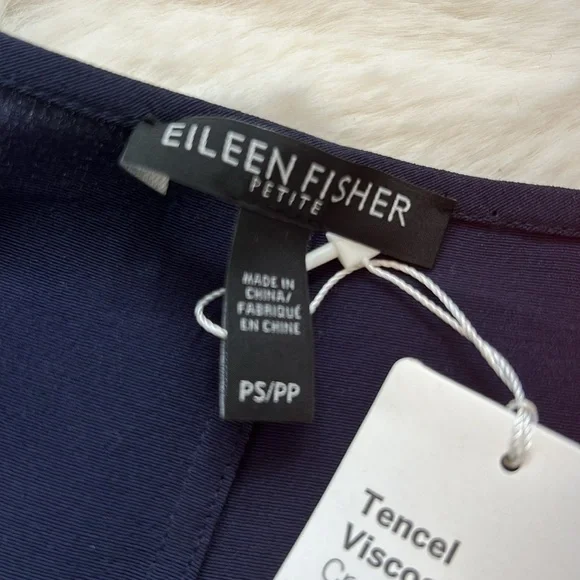 EILEEN FISHER
PETITE
MADE IN
CHINA/
FABRIQUÉ
EN CHINE
PS/PP
Tencel